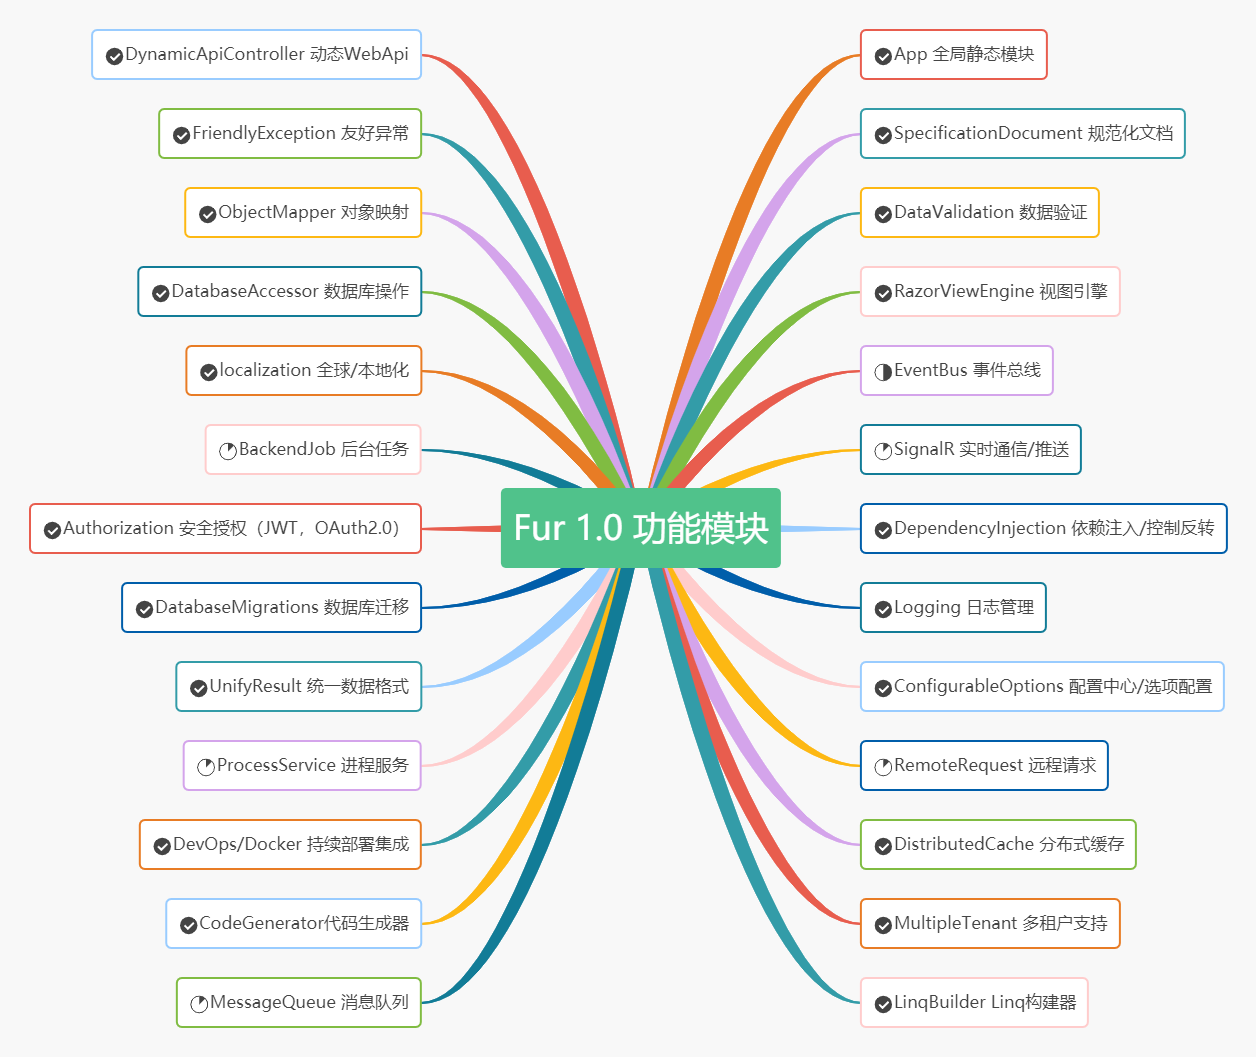 DynamicApiController 动态WebApi
FriendlyException 友好异常
ObjectMapper 对象映射
DatabaseAccessor 数据库操作
localization 全球/本地化
BackendJob 后台任务
Authorization 安全授权（JWT，OAuth2.0）
DatabaseMigrations 数据库迁移
UnifyResult 统一数据格式
ProcessService 进程服务
DevOps/Docker 持续部署集成
CodeGenerator代码生成器
MessageQueue 消息队列
Fur 1.0 功能模块
App 全局静态模块
SpecificationDocument 规范化文档
DataValidation 数据验证
RazorViewEngine 视图引擎
EventBus 事件总线
SignalR 实时通信/推送
DependencyInjection 依赖注入/控制反转
Logging 日志管理
ConfigurableOptions 配置中心/选项配置
RemoteRequest 远程请求
DistributedCache 分布式缓存
MultipleTenant 多租户支持
LinqBuilder Linq构建器